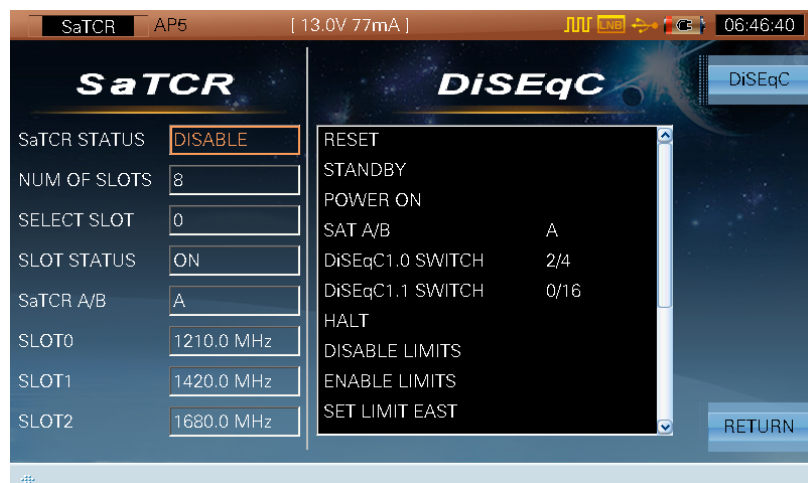 SaTCR AP5 [ 13.0V 77mA ] LNB 06:46:40
SaTCR
SaTCR STATUS DISABLE
NUM OF SLOTS 8
SELECT SLOT 0
SLOT STATUS ON
SaTCR A/B A
SLOT0 1210.0 MHz
SLOT1 1420.0 MHz
SLOT2 1680.0 MHz
DiSEqC
RESET
STANDBY
POWER ON
SAT A/B A
DiSEqC1.0 SWITCH 2/4
DiSEqC1.1 SWITCH 0/16
HALT
DISABLE LIMITS
ENABLE LIMITS
SET LIMIT EAST
DiSEqC
RETURN